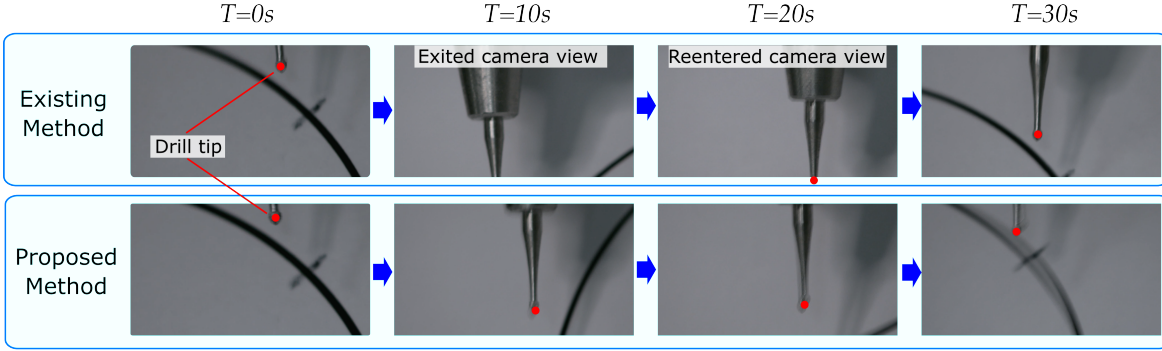 T=0s T=10s T=20s T=30s
Existing
Method
Exited camera view
Reentered camera view
Drill tip
Proposed
Method